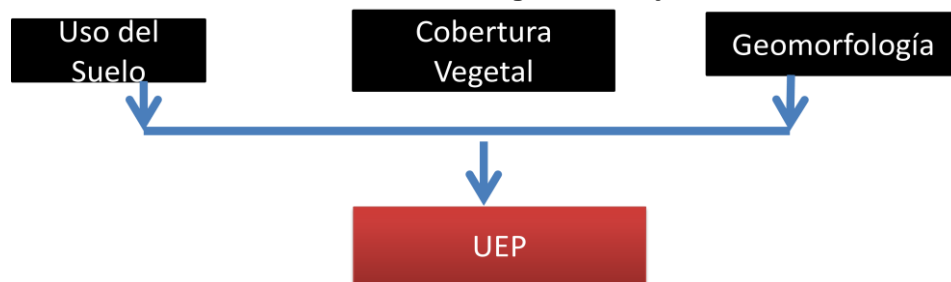 Uso del
Suelo
Cobertura
Vegetal
Geomorfología
UEP